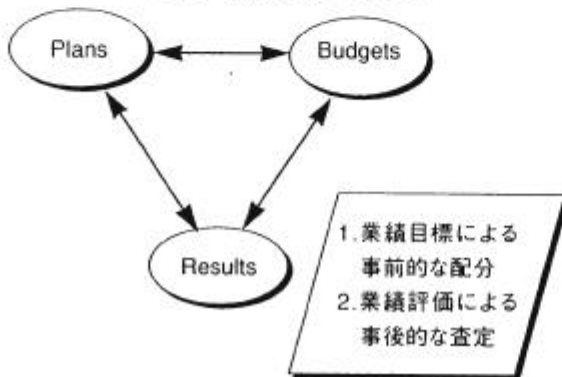 Plans
Budgets
Results
1.業績目標による
事前的な配分
2.業績評価による
事後的な査定